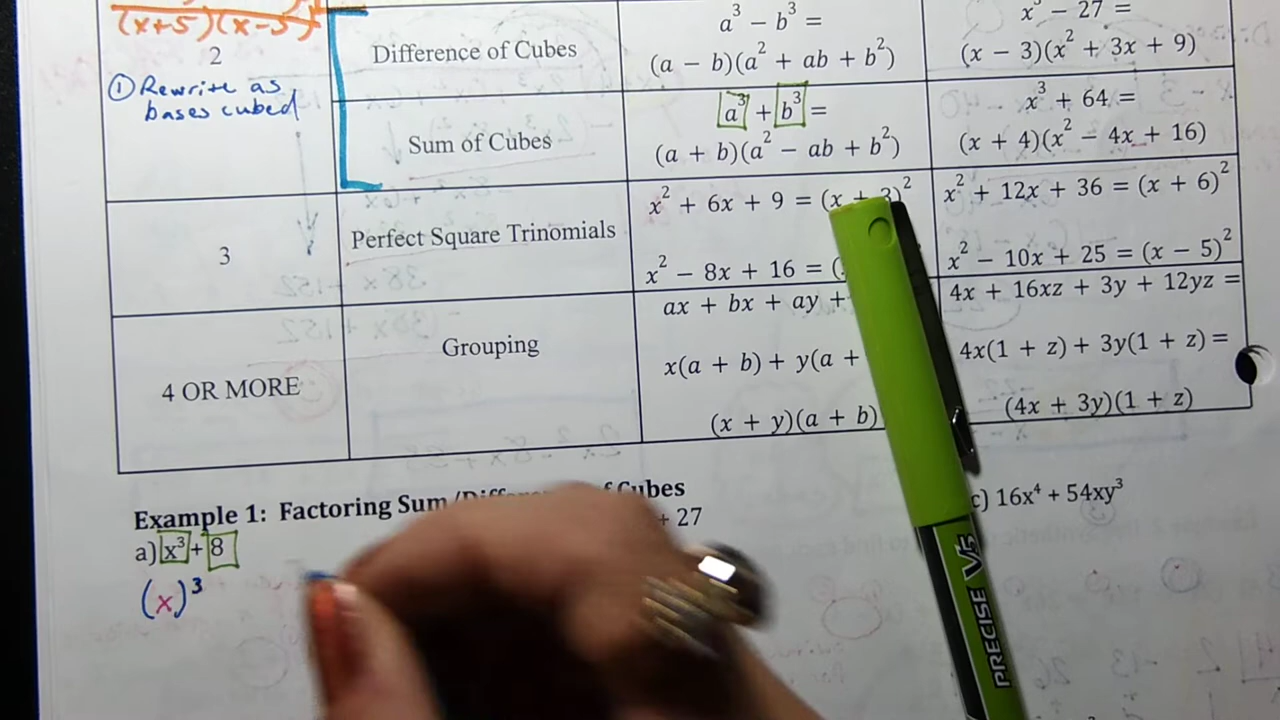 (x+5)(x-5)
2
① Rewrite as
bases cubed
Difference of Cubes
a³ − b³ =
(a − b)(a² + ab + b²)
x³ − 27 =
(x − 3)(x² + 3x + 9)
Sum of Cubes
a³ + b³ =
(a + b)(a² − ab + b²)
x³ + 64 =
(x + 4)(x² − 4x + 16)
3
Perfect Square Trinomials
x² + 6x + 9 = (x + 3)²
x² − 8x + 16 = (
x² + 12x + 36 = (x + 6)²
x² − 10x + 25 = (x − 5)²
4 OR MORE
Grouping
ax + bx + ay +
x(a + b) + y(a +
(x + y)(a + b)
4x + 16xz + 3y + 12yz =
4x(1 + z) + 3y(1 + z) =
(4x + 3y)(1 + z)
Example 1: Factoring Sum/Difference of Cubes
a) x³ + 8
+ 27
c) 16x⁴ + 54xy³
(x)³
PRECISE V5